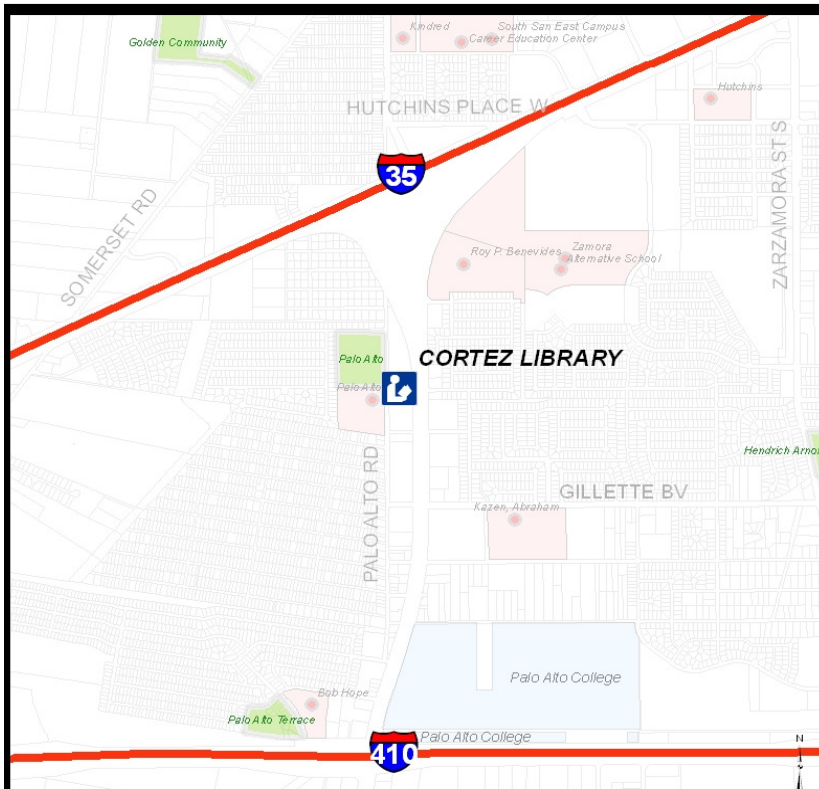 Kindred
South San East Campus
Career Education Center
Golden Community
Hutchins
HUTCHINS PLACE W
35
SOMERSET RD
ZARZAMORA ST S
Roy P. Benevides
Zamora
Alternative School
Palo Alto
CORTEZ LIBRARY
Palo Alto
Hendrich Arno
PALO ALTO RD
GILLETTE BV
Kazen, Abraham
Palo Alto College
Bob Hope
Palo Alto Terrace
Palo Alto College
410
N